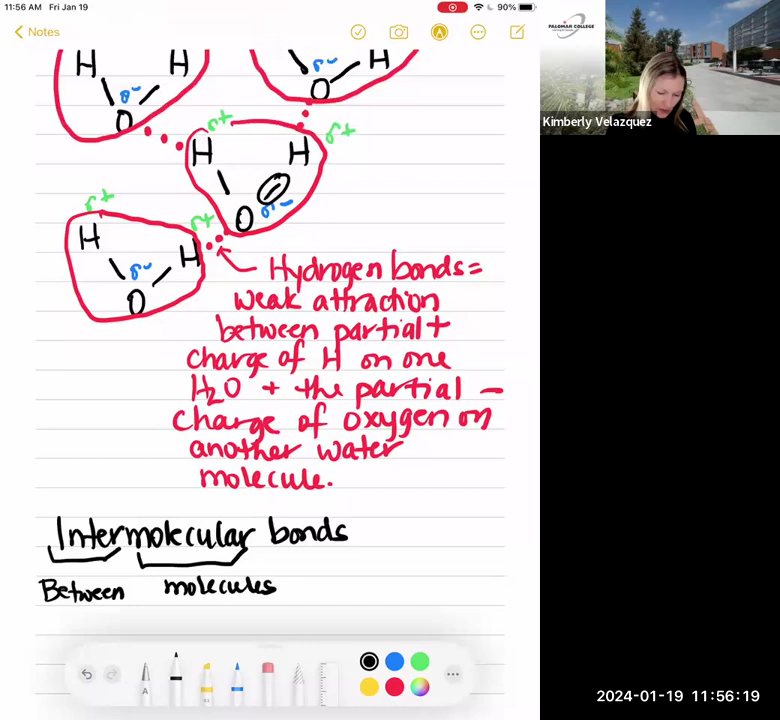 11:56 AM Fri Jan 19
90%
Notes
PALOMAR COLLEGE
Kimberly Velazquez
H H H
δ- δ-
O O
δ+ δ+
H H
δ+ δ+ O δ-
H H
δ-
O
Hydrogen bonds=
weak attraction
between partial +
charge of H on one
H2O + the partial -
charge of oxygen on
another water
molecule.
Intermolecular bonds
Between molecules
A
2024-01-19 11:56:19